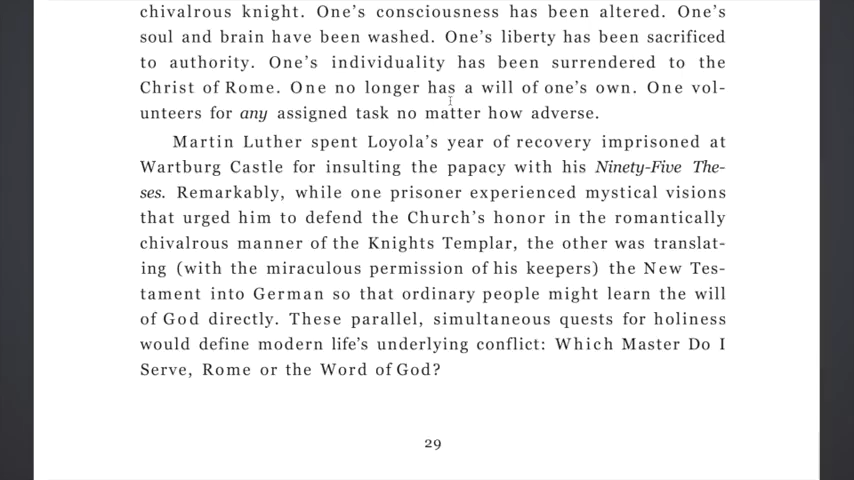 chivalrous knight. One’s consciousness has been altered. One’s
soul and brain have been washed. One’s liberty has been sacrificed
to authority. One’s individuality has been surrendered to the
Christ of Rome. One no longer has a will of one’s own. One vol-
unteers for any assigned task no matter how adverse.
Martin Luther spent Loyola’s year of recovery imprisoned at
Wartburg Castle for insulting the papacy with his Ninety-Five The-
ses. Remarkably, while one prisoner experienced mystical visions
that urged him to defend the Church’s honor in the romantically
chivalrous manner of the Knights Templar, the other was translat-
ing (with the miraculous permission of his keepers) the New Tes-
tament into German so that ordinary people might learn the will
of God directly. These parallel, simultaneous quests for holiness
would define modern life’s underlying conflict: Which Master Do I
Serve, Rome or the Word of God?
29